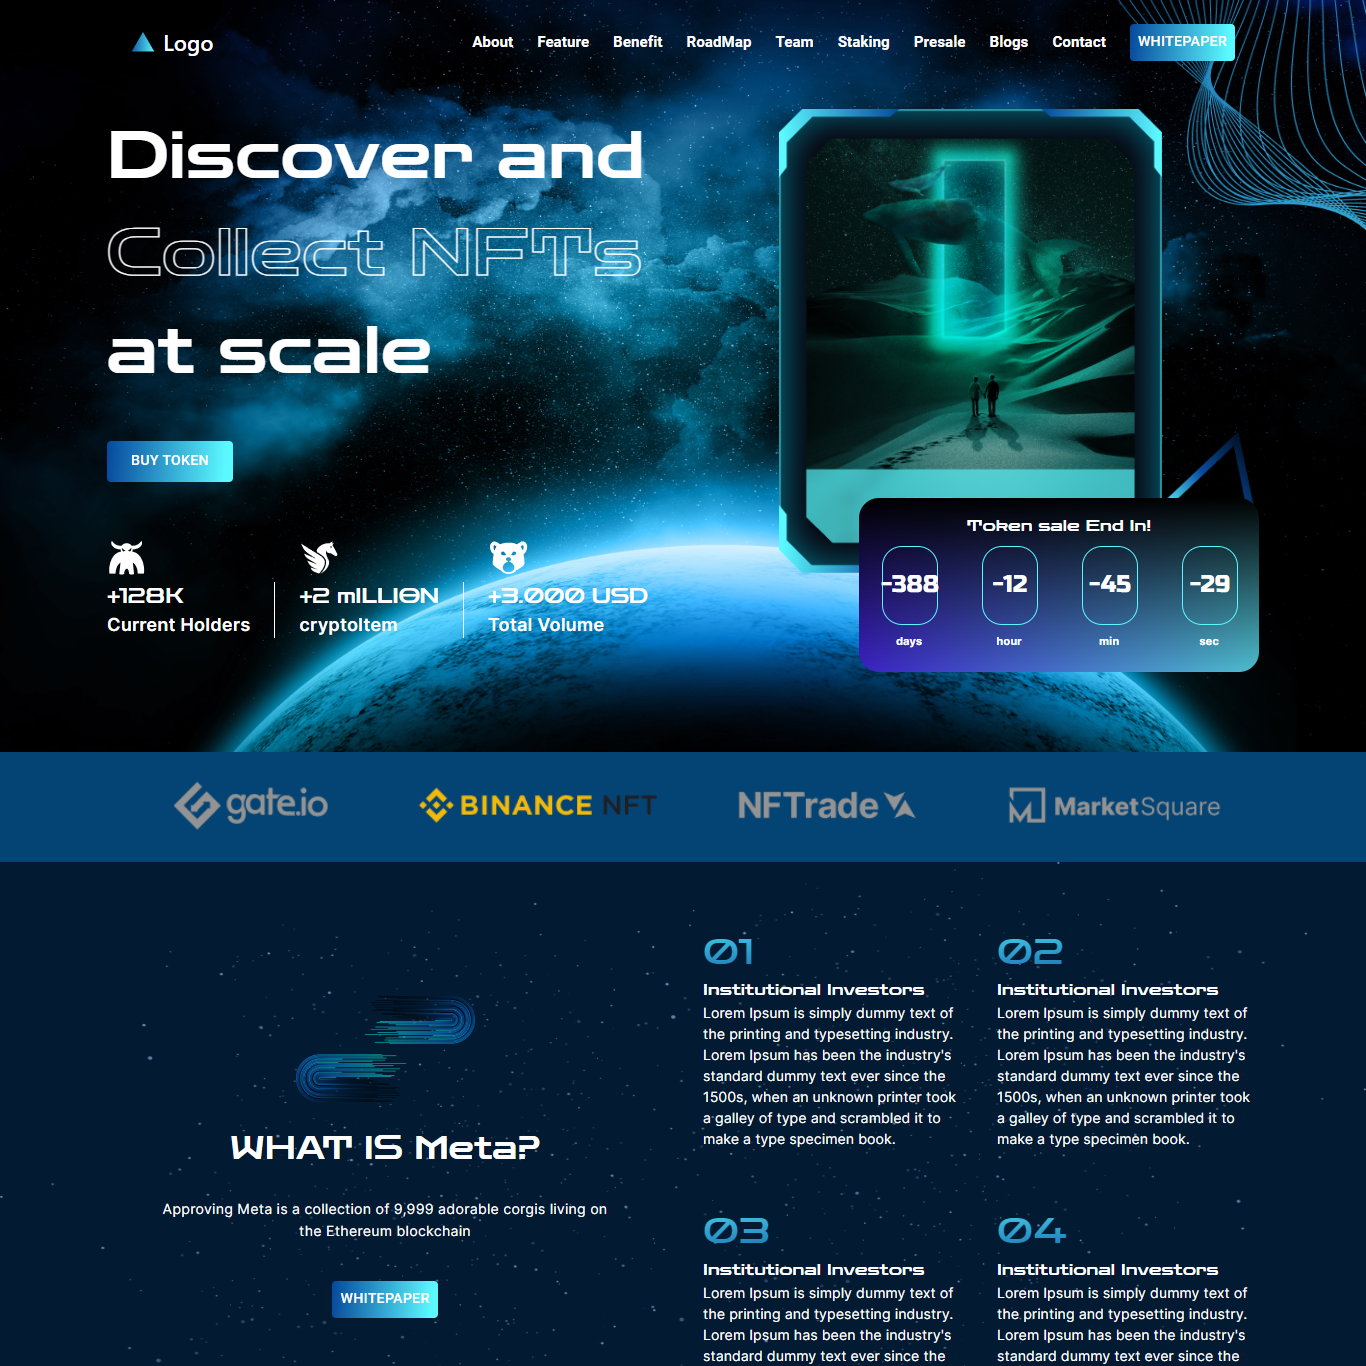 Logo
About Feature Benefit RoadMap Team Staking Presale Blogs Contact WHITEPAPER
Discover and
Collect NFTs
at scale
BUY TOKEN
+128K
Current Holders
+2 mILLION
cryptoItem
+3.000 USD
Total Volume
Token sale End In!
-388 -12 -45 -29
days hour min sec
gate.io
BINANCE NFT
NFTrade
MarketSquare
WHAT IS Meta?
Approving Meta is a collection of 9,999 adorable corgis living on
the Ethereum blockchain
WHITEPAPER
01
Institutional Investors
Lorem Ipsum is simply dummy text of
the printing and typesetting industry.
Lorem Ipsum has been the industry's
standard dummy text ever since the
1500s, when an unknown printer took
a galley of type and scrambled it to
make a type specimen book.
02
Institutional Investors
Lorem Ipsum is simply dummy text of
the printing and typesetting industry.
Lorem Ipsum has been the industry's
standard dummy text ever since the
1500s, when an unknown printer took
a galley of type and scrambled it to
make a type specimen book.
03
Institutional Investors
Lorem Ipsum is simply dummy text of
the printing and typesetting industry.
Lorem Ipsum has been the industry's
standard dummy text ever since the
04
Institutional Investors
Lorem Ipsum is simply dummy text of
the printing and typesetting industry.
Lorem Ipsum has been the industry's
standard dummy text ever since the